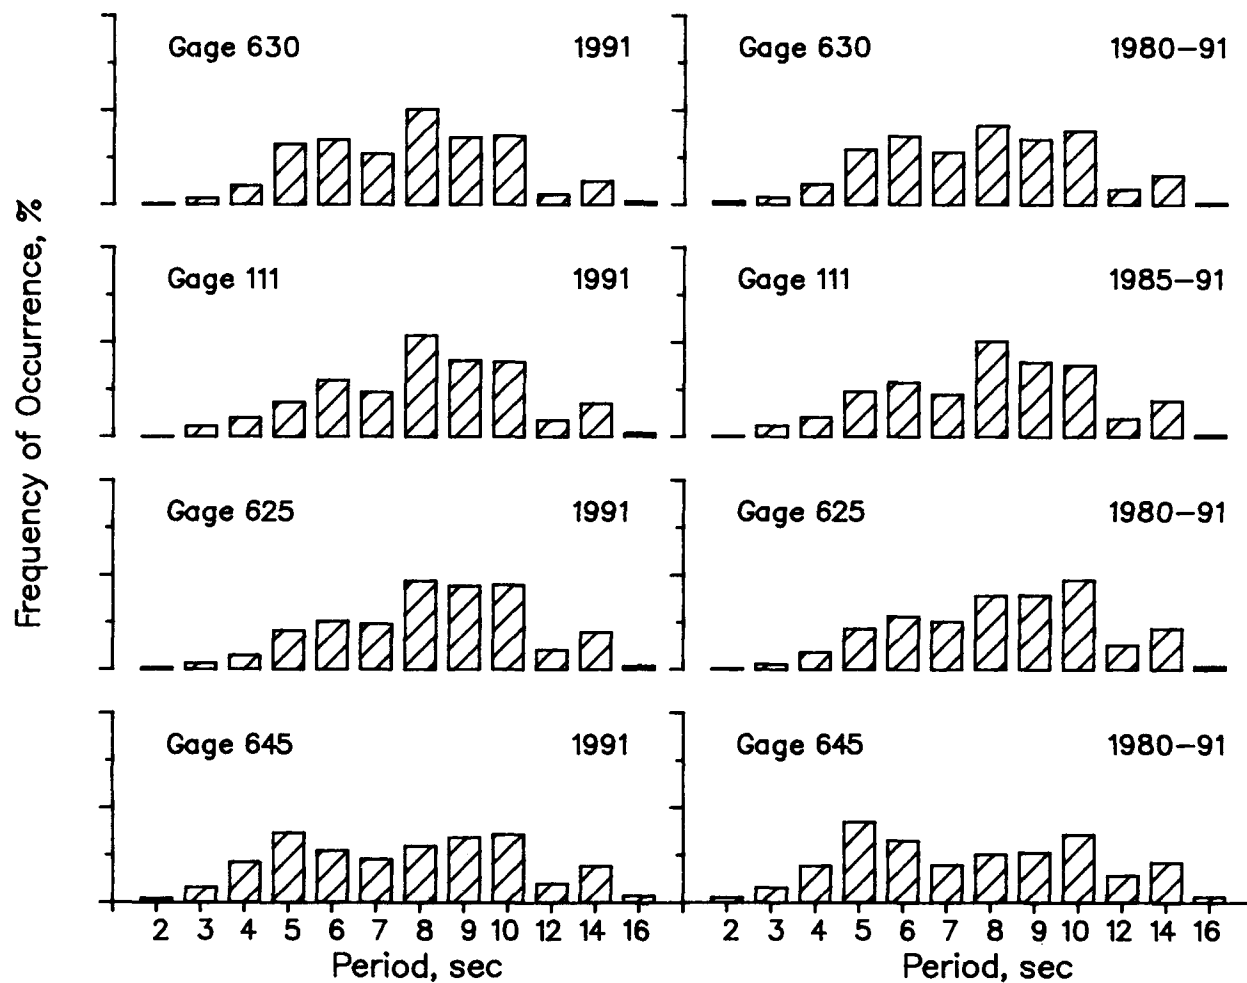 Frequency of Occurrence, %
Gage 630 1991
Gage 630 1980-91
Gage 111 1991
Gage 111 1985-91
Gage 625 1991
Gage 625 1980-91
Gage 645 1991
Gage 645 1980-91
2 3 4 5 6 7 8 9 10 12 14 16
2 3 4 5 6 7 8 9 10 12 14 16
Period, sec
Period, sec